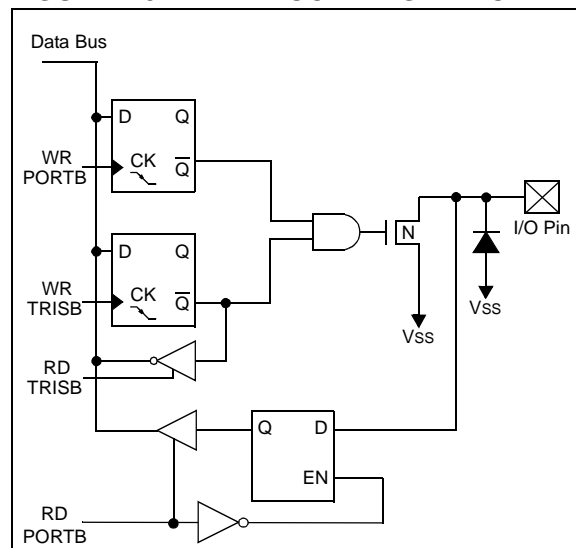 Data Bus
D Q
CK
Q
WR
PORTB
I/O Pin
N
D Q
CK
Q
WR
TRISB
VSS
VSS
RD
TRISB
Q D
EN
RD
PORTB